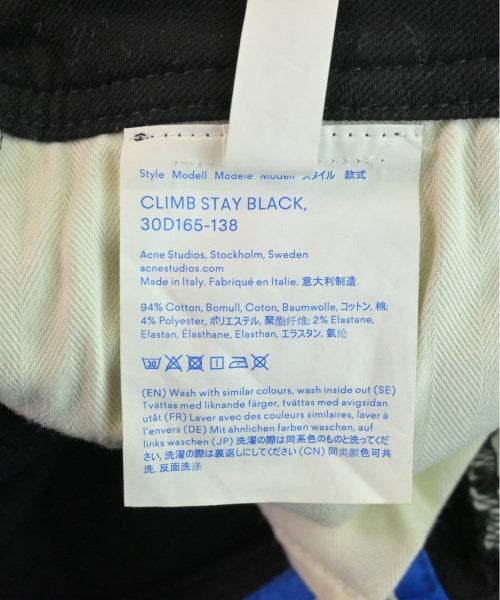 Style Modell Modèle Modell スタイル 款式
CLIMB STAY BLACK,
30D165-138
Acne Studios, Stockholm, Sweden
acnestudios.com
Made in Italy. Fabriqué en Italie. 意大利制造.
94% Cotton, Bomull, Coton, Baumwolle, コットン, 棉;
4% Polyester, ポリエステル, 聚酯纤维; 2% Elastane,
Elastan, Élasthane, Elasthan, エラスタン, 氨纶
30
(EN) Wash with similar colours, wash inside out (SE)
Tvättas med liknande färger, tvättas med avigsidan
utåt (FR) Laver avec des couleurs similaires, laver à
l'envers (DE) Mit ähnlichen farben waschen, auf
links waschen (JP) 洗濯の際は同系色のものと洗ってくださ
い, 洗濯の際は裏返しにしてください (CN) 同类颜色可共
洗, 反面洗涤